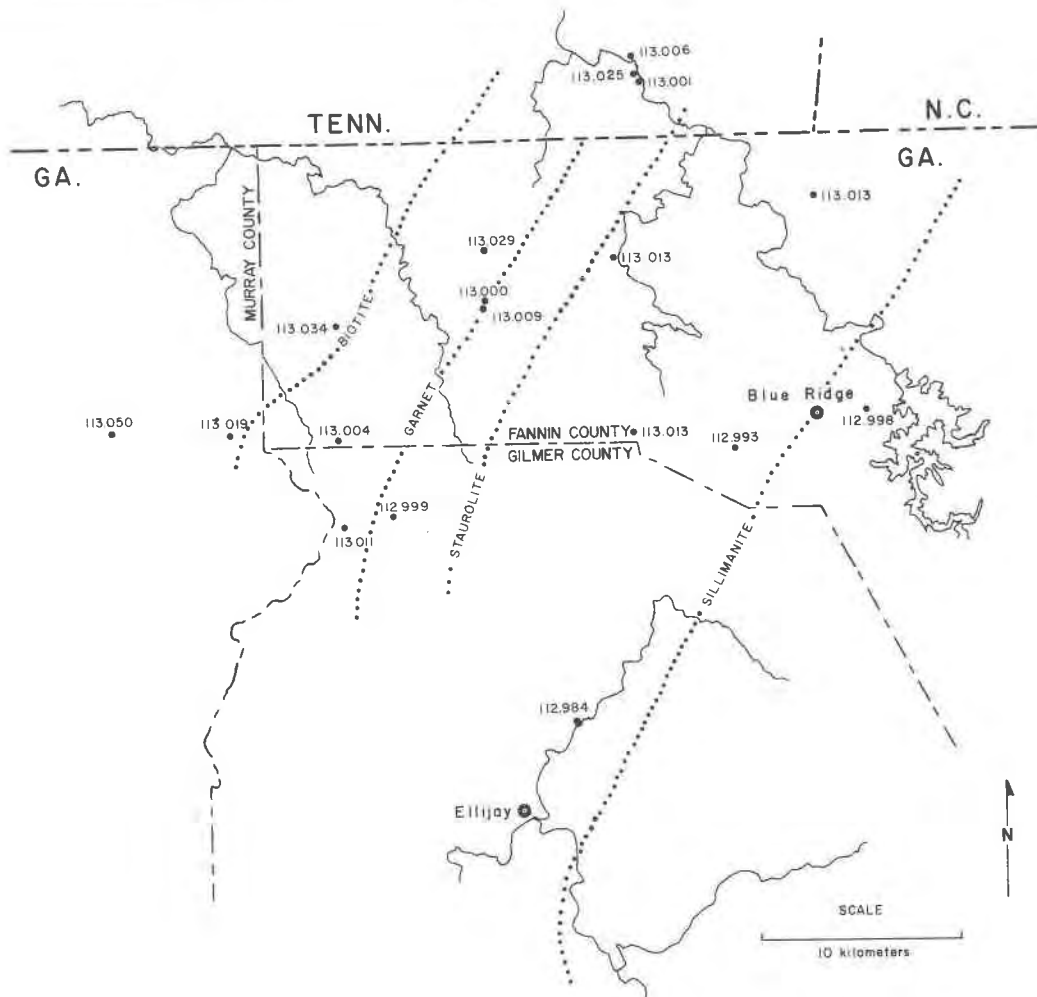 113.006
113.025
113.001
TENN.
N.C.
GA.
GA.
MURRAY COUNTY
113.013
113.029
113 013
113.000
113.009
113.034
BIOTITE
GARNET
Blue Ridge
113.050
113.019
113.004
FANNIN COUNTY
GILMER COUNTY
113.013
112.993
112.998
STAUROLITE
112.999
113.011
SILLIMANITE
112.984
Ellijay
N
SCALE
10 kilometers